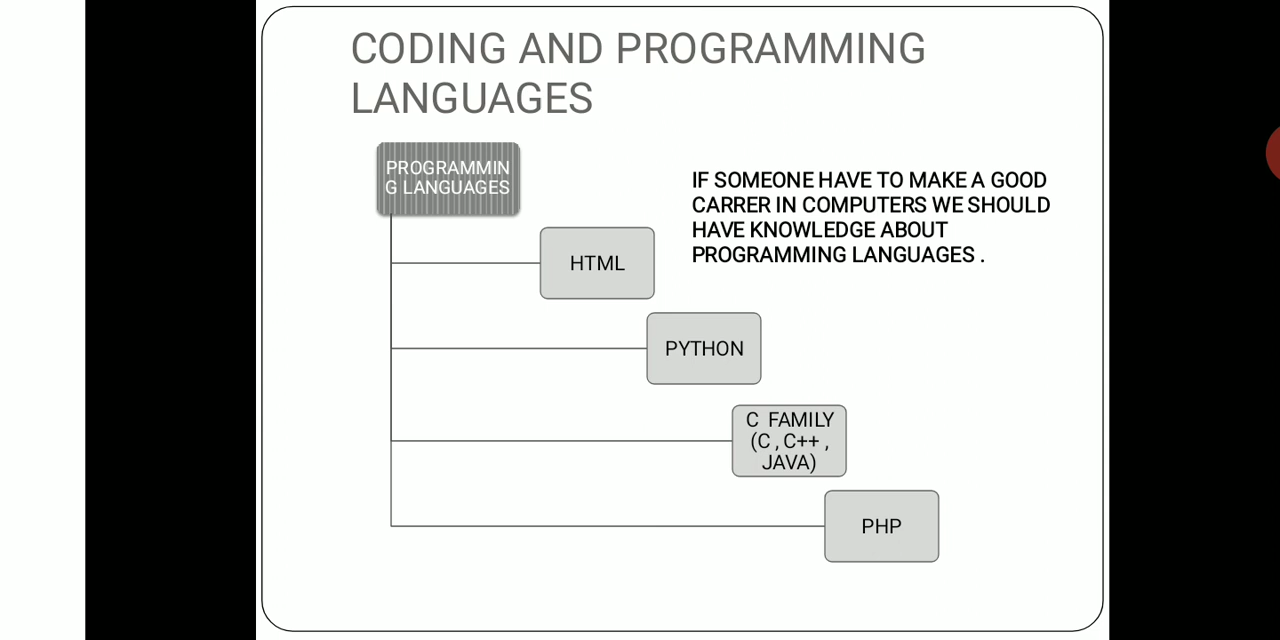 CODING AND PROGRAMMING
LANGUAGES
PROGRAMMIN
G LANGUAGES
IF SOMEONE HAVE TO MAKE A GOOD
CARRER IN COMPUTERS WE SHOULD
HAVE KNOWLEDGE ABOUT
PROGRAMMING LANGUAGES .
HTML
PYTHON
C FAMILY
(C , C++ ,
JAVA)
PHP